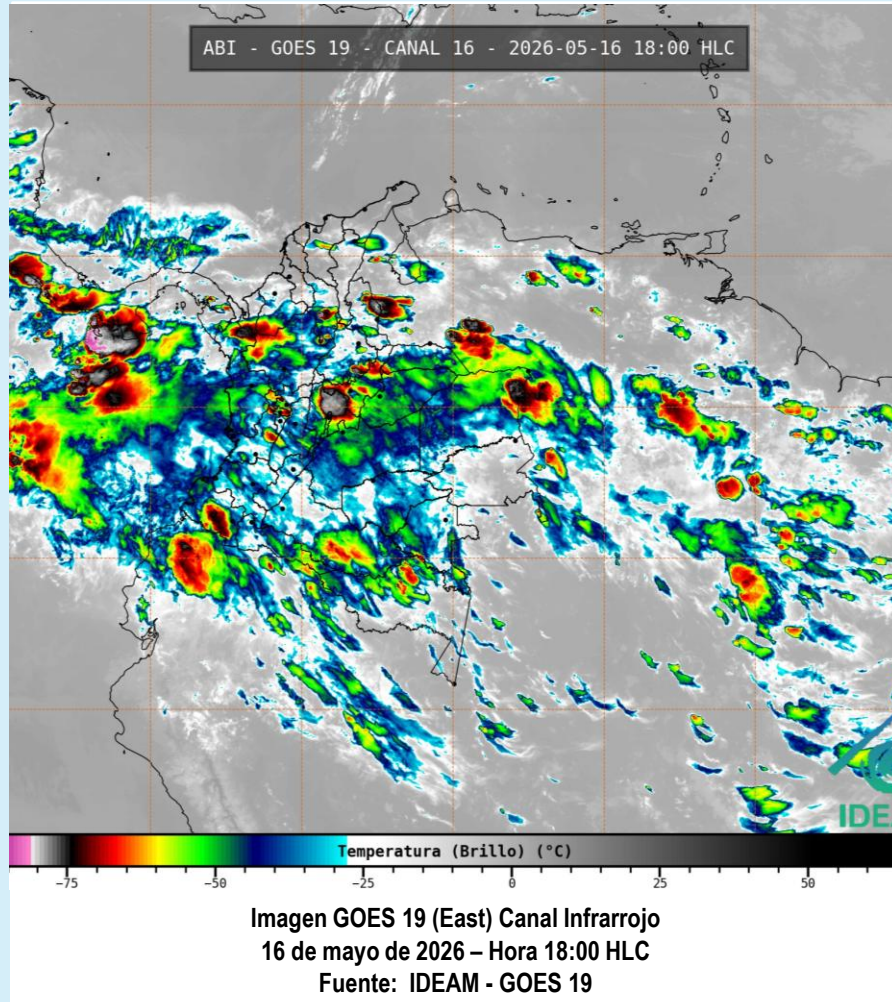 ABI - GOES 19 - CANAL 16 - 2026-05-16 18:00 HLC
Temperatura (Brillo) (°C)
−75 −50 −25 0 25 50
Imagen GOES 19 (East) Canal Infrarrojo
16 de mayo de 2026 – Hora 18:00 HLC
Fuente: IDEAM - GOES 19